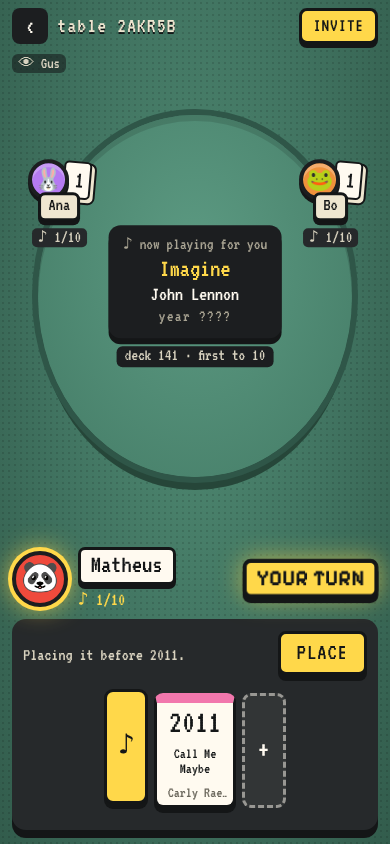 table 2AKR5B
INVITE
Gus
1
1
Ana
Bo
♪ 1/10
♪ 1/10
♪ now playing for you
Imagine
John Lennon
year ????
deck 141 · first to 10
Matheus
♪ 1/10
YOUR TURN
Placing it before 2011.
PLACE
♪
2011
Call Me
Maybe
Carly Rae…
+